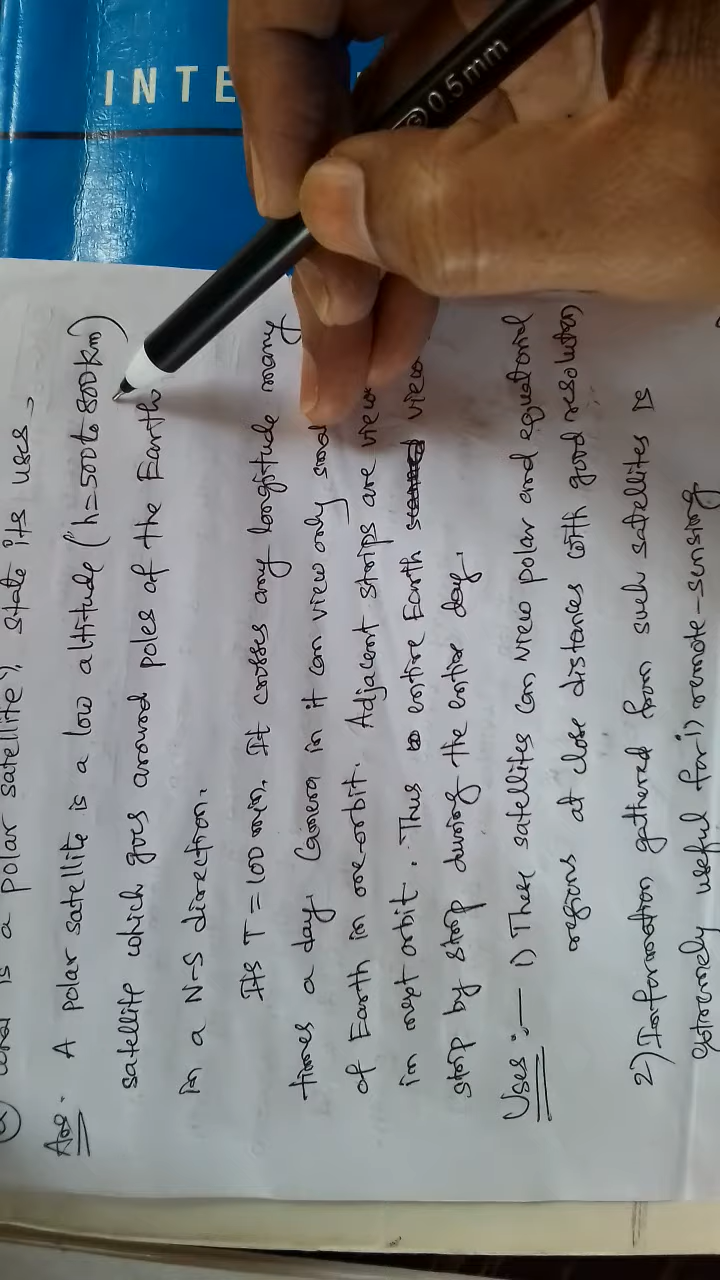 INTE
0.5mm
is a polar satellite? State its uses.
Ans. A polar satellite is a low altitude (h=500 to 800 km)
satellite which goes around poles of the Earth
in a N-S direction.
Its T=100 min. It crosses any longitude many
times a day. Camera in it can view only small
of Earth in one orbit. Adjacent strips are view
in next orbit. Thus entire Earth view
strip by strip during the entire day.
Uses :- 1) These satellites can view polar and equatorial
regions at close distances with good resolution
2) Information gathered from such satellites is
extremely useful for i) remote-sensing